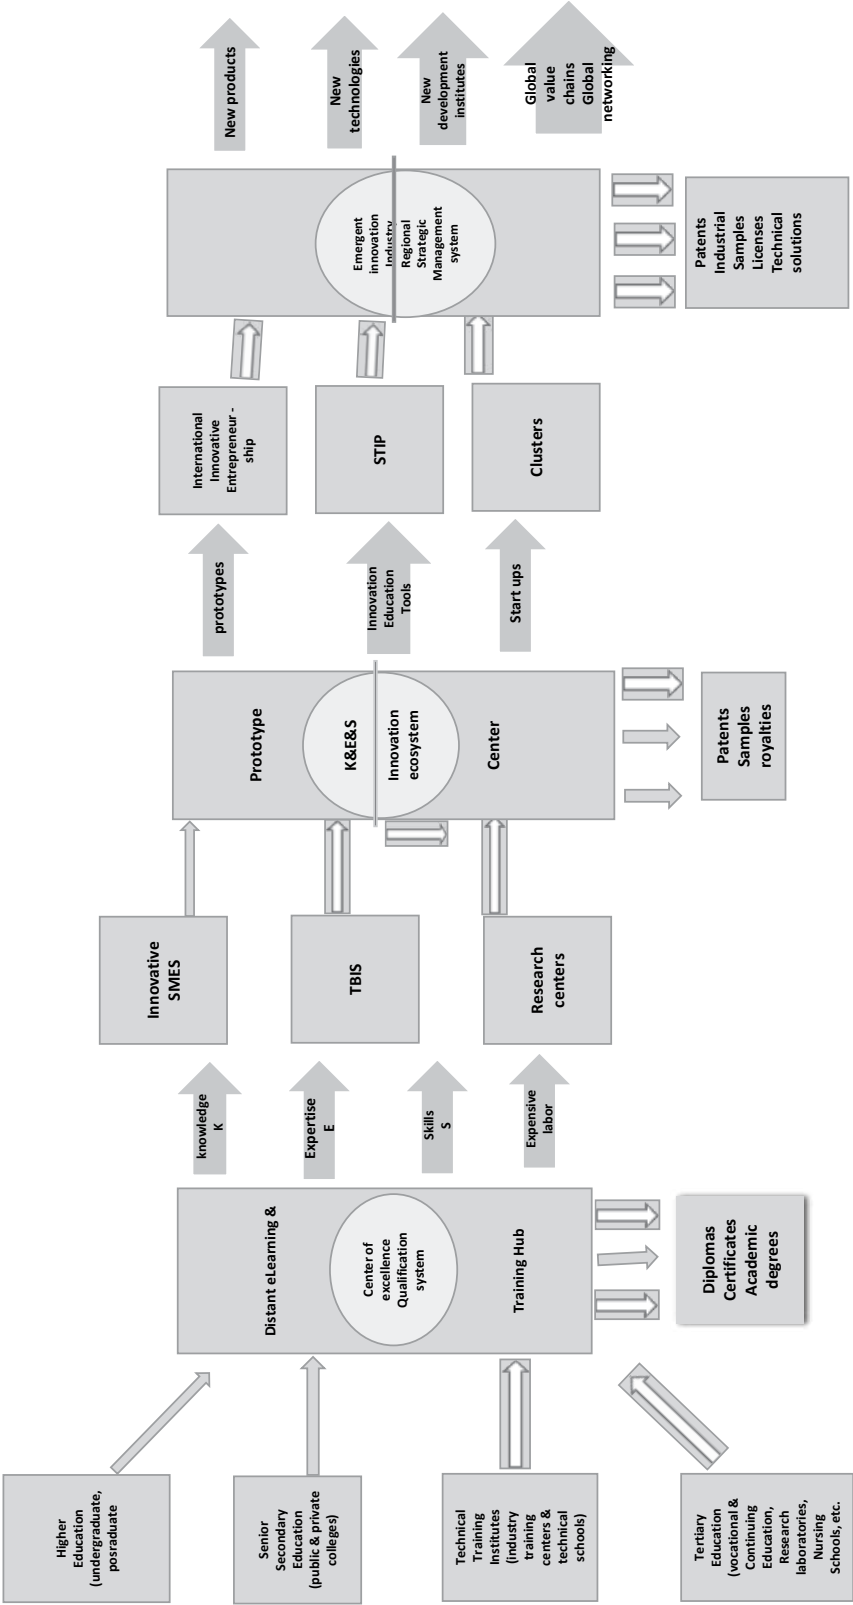 Higher
Education
(undergraduate,
posraduate
Senior
Secondary
Education
(public & private
colleges)
Technical
Training
Institutes
(industry
training
centers &
technical
schools)
Tertiary
Education
(vocational &
Continuing
Education,
Research
laboratories,
Nursing
Schools, etc.
Distant eLearning &
Center of
excellence
Qualification
system
Training Hub
Diplomas
Certificates
Academic
degrees
knowledge
K
Expertise
E
Skills
S
Expensive
labor
Innovative
SMES
TBIS
Research
centers
Prototype
K&E&S
Innovation
ecosystem
Center
Patents
Samples
royalties
prototypes
Innovation
Education
Tools
Start ups
International
Innovative
Entrepreneur -
ship
STIP
Clusters
Emergent
innovation
Industry
Regional
Strategic
Management
system
Patents
Industrial
Samples
Licenses
Technical
solutions
New products
New
technologies
New
development
institutes
Global
value
chains
Global
networking